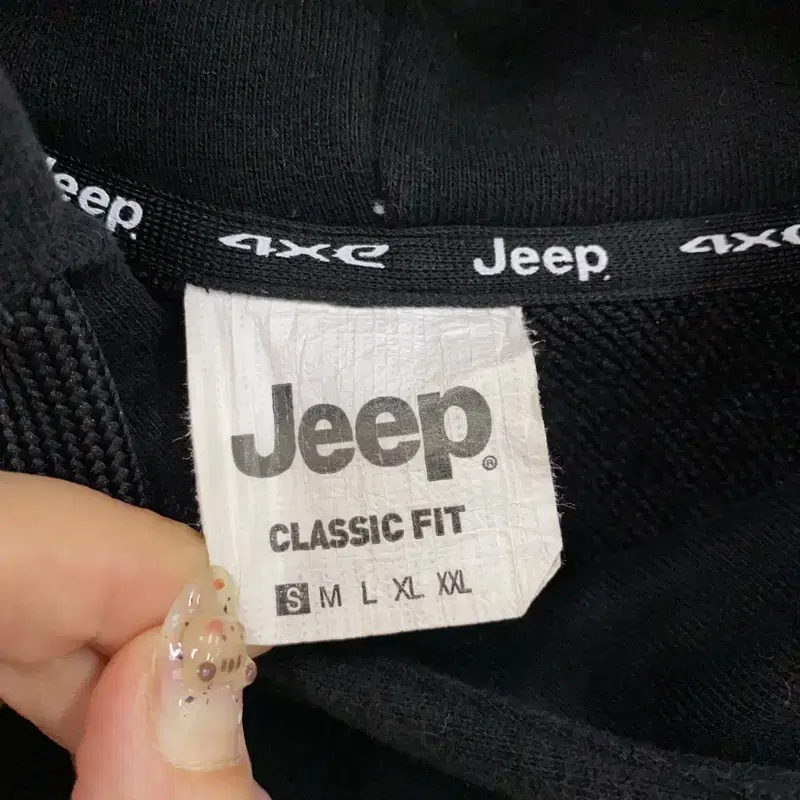 Jeep. 4xe Jeep. 4xe
Jeep®
CLASSIC FIT
S M L XL XXL